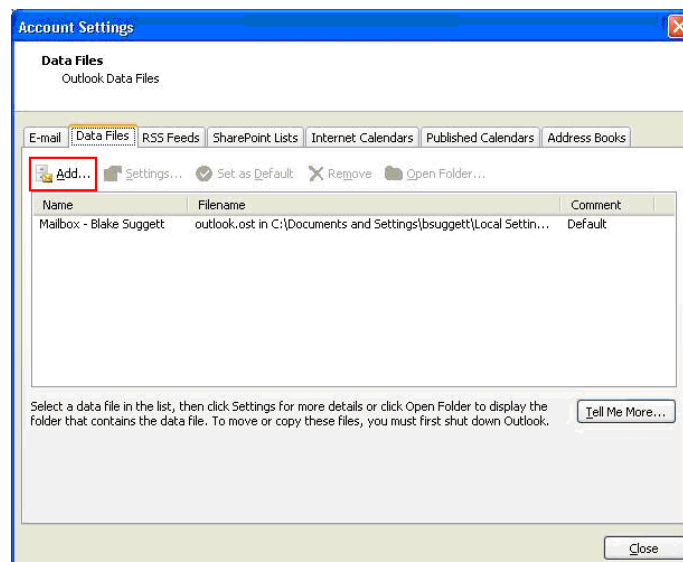 Account Settings
Data Files
Outlook Data Files
E-mail Data Files RSS Feeds SharePoint Lists Internet Calendars Published Calendars Address Books
Add... Settings... Set as Default Remove Open Folder...
Name Filename Comment
Mailbox - Blake Suggett outlook.ost in C:\Documents and Settings\bsuggett\Local Settin... Default
Select a data file in the list, then click Settings for more details or click Open Folder to display the
folder that contains the data file. To move or copy these files, you must first shut down Outlook.
Tell Me More...
Close